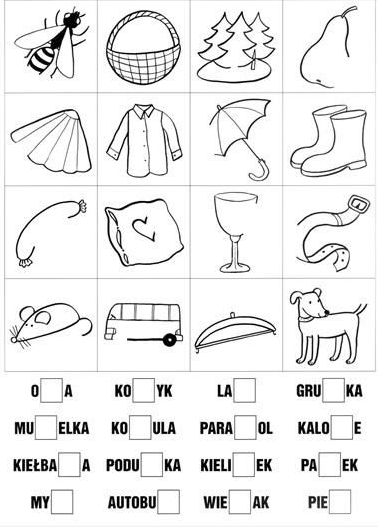 O□A KO□YK LA□ GRU□KA
MU□ELKA KO□ULA PARA□OL KALO□E
KIEŁBA□A PODU□KA KIELI□EK PA□EK
MY□ AUTOBU□ WIE□AK PIE□